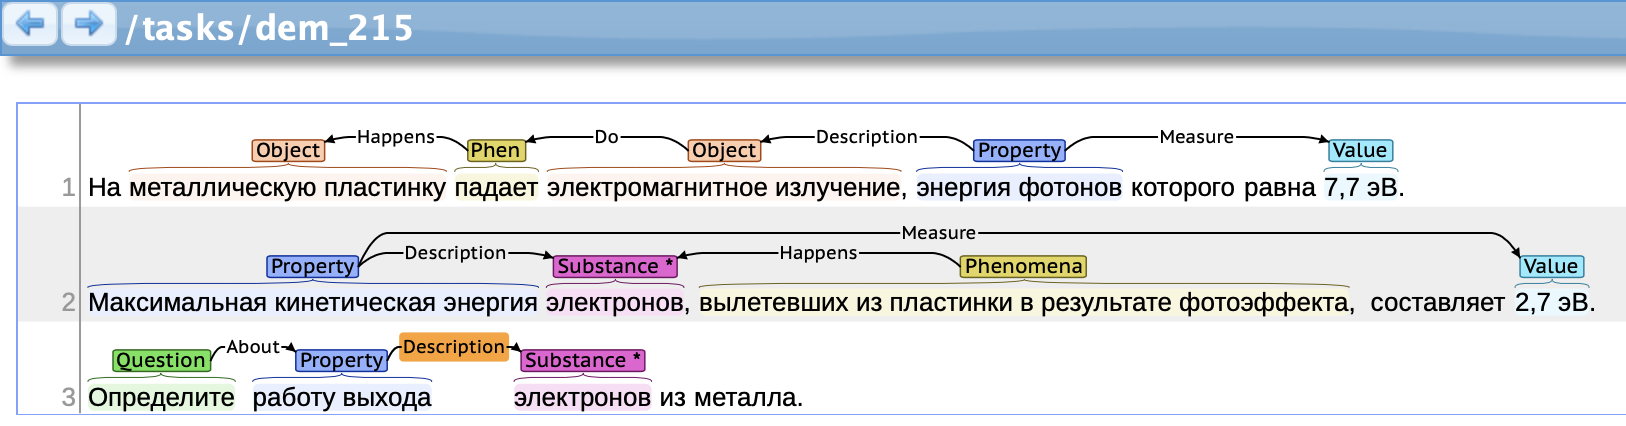 /tasks/dem_215
Happens Do Description Measure
Object Phen Object Property Value
1 На металлическую пластинку падает электромагнитное излучение, энергия фотонов которого равна 7,7 эВ.
Measure
Description Happens
Property Substance * Phenomena Value
2 Максимальная кинетическая энергия электронов, вылетевших из пластинки в результате фотоэффекта, составляет 2,7 эВ.
About Description
Question Property Substance *
3 Определите работу выхода электронов из металла.